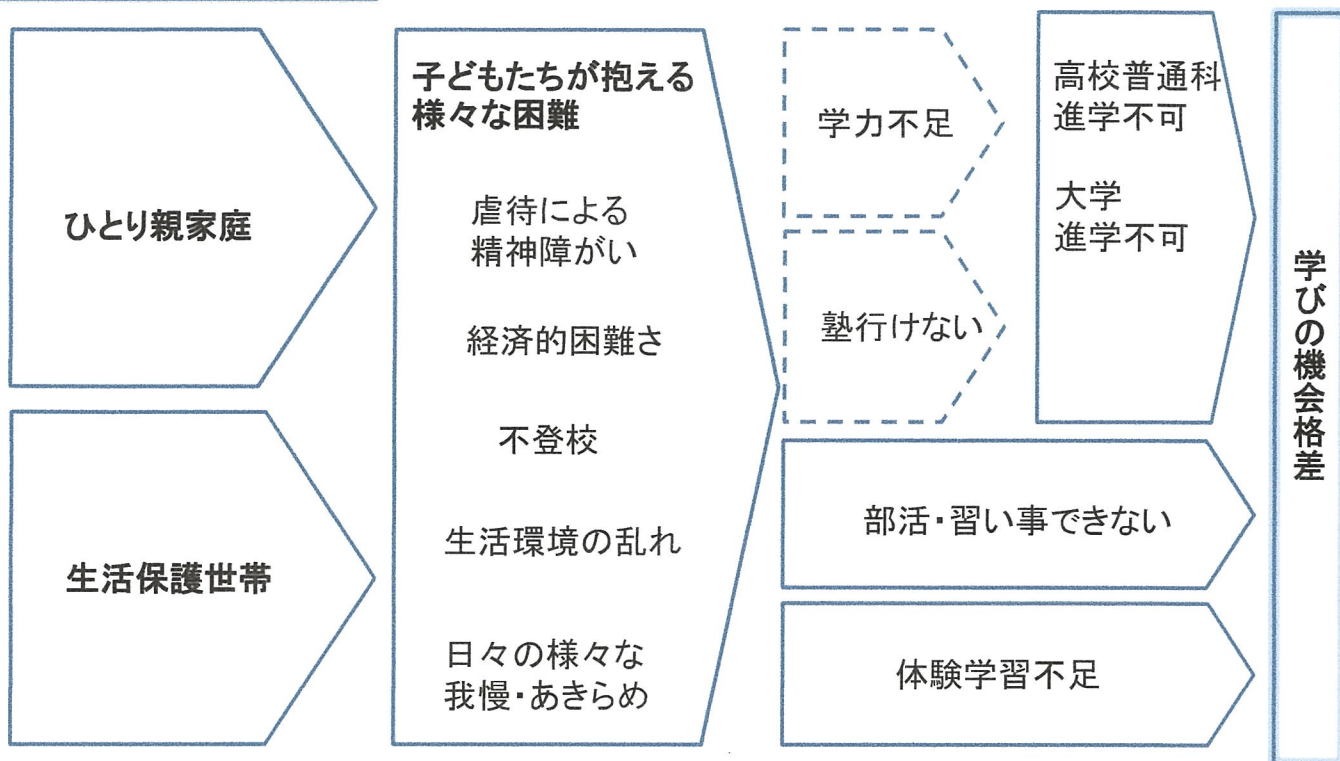 ひとり親家庭
生活保護世帯
子どもたちが抱える
様々な困難
虐待による
精神障がい
経済的困難さ
不登校
生活環境の乱れ
日々の様々な
我慢・あきらめ
学力不足
塾行けない
高校普通科
進学不可
大学
進学不可
部活・習い事できない
体験学習不足
学びの機会格差